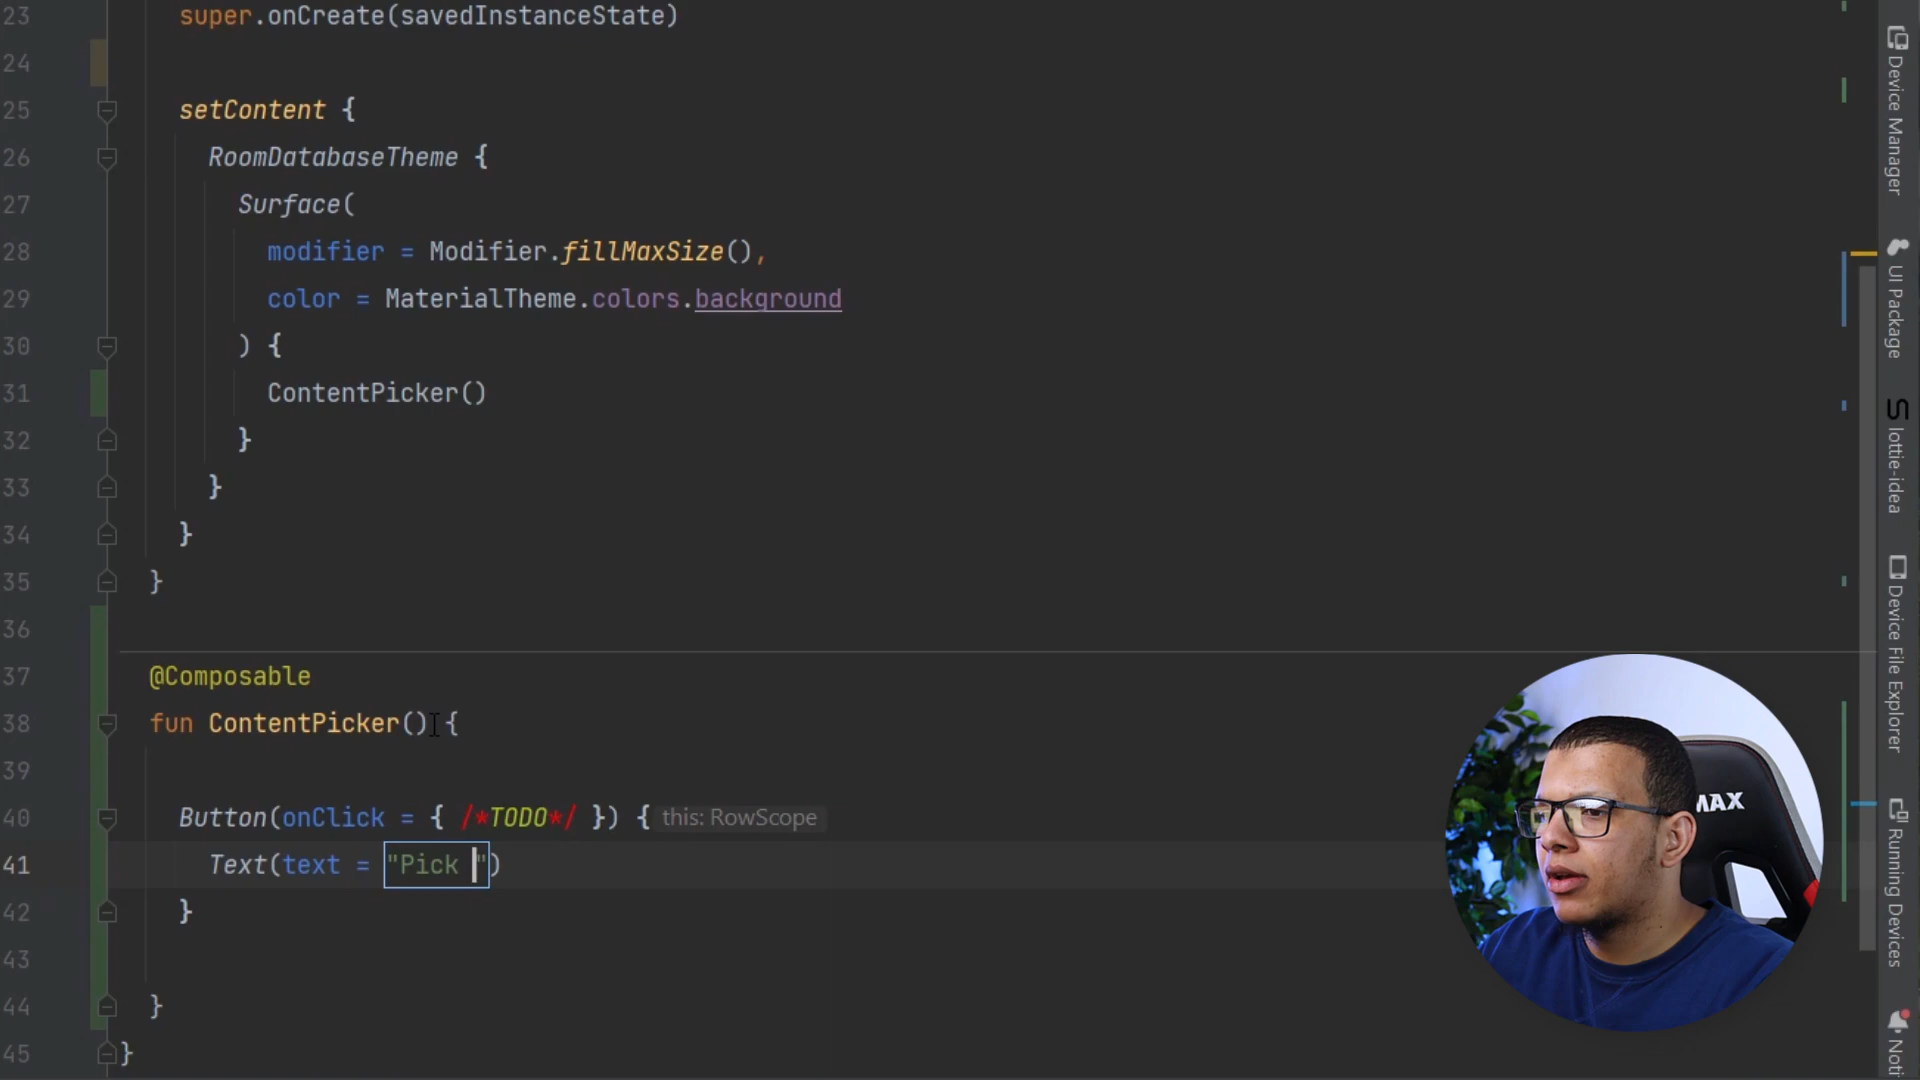 23 super.onCreate(savedInstanceState)
24
25 setContent {
26 RoomDatabaseTheme {
27 Surface(
28 modifier = Modifier.fillMaxSize(),
29 color = MaterialTheme.colors.background
30 ) {
31 ContentPicker()
32 }
33 }
34 }
35 }
36
37 @Composable
38 fun ContentPicker() {
39
40 Button(onClick = { /*TODO*/ }) { this: RowScope
41 Text(text = "Pick ")
42 }
43
44 }
45 }
Device Manager
UI Package
lottie-idea
Device File Explorer
Running Devices
Noti
MAX